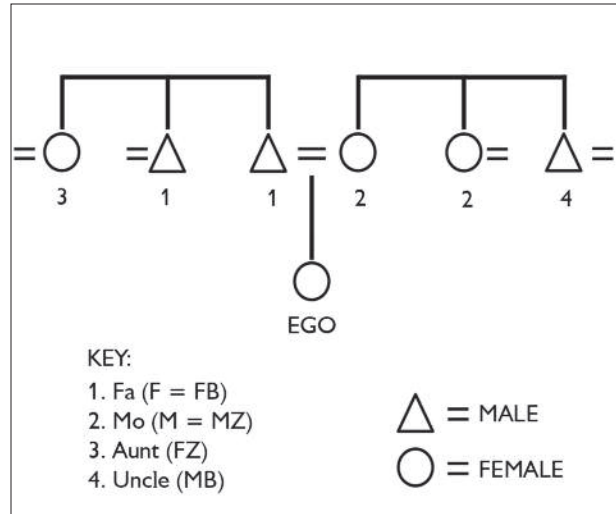 3 1 1 2 2 4
EGO
KEY:
1. Fa (F = FB)
2. Mo (M = MZ)
3. Aunt (FZ)
4. Uncle (MB)
= MALE
= FEMALE